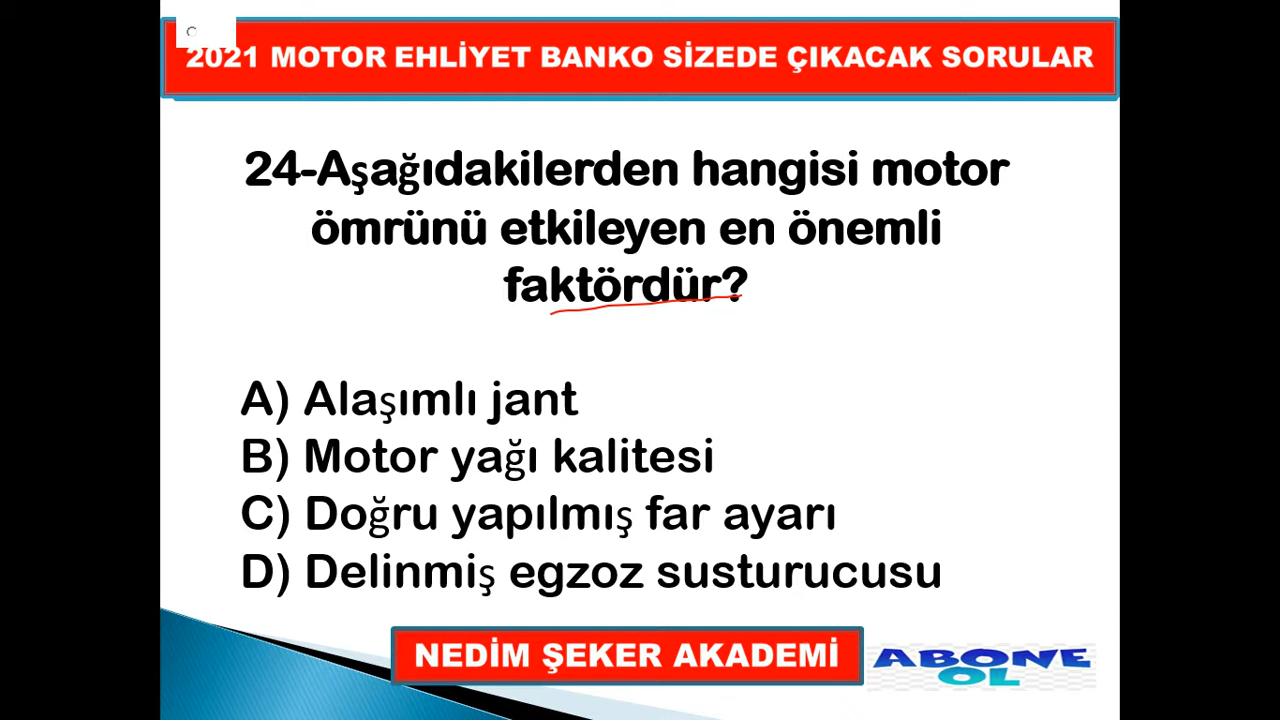 2021 MOTOR EHLİYET BANKO SİZEDE ÇIKACAK SORULAR
24-Aşağıdakilerden hangisi motor
ömrünü etkileyen en önemli
faktördür?
A) Alaşımlı jant
B) Motor yağı kalitesi
C) Doğru yapılmış far ayarı
D) Delinmiş egzoz susturucusu
NEDİM ŞEKER AKADEMİ
ABONE
OL